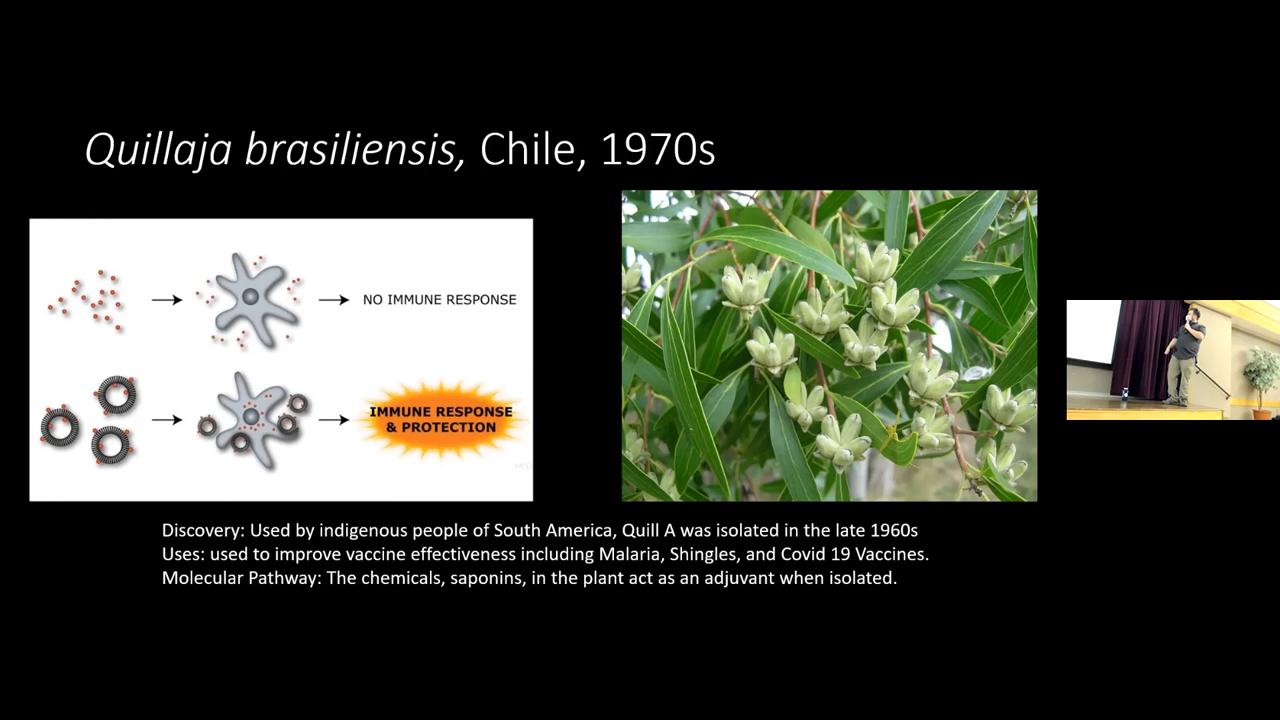 Quillaja brasiliensis, Chile, 1970s
NO IMMUNE RESPONSE
IMMUNE RESPONSE
& PROTECTION
Discovery: Used by indigenous people of South America, Quill A was isolated in the late 1960s
Uses: used to improve vaccine effectiveness including Malaria, Shingles, and Covid 19 Vaccines.
Molecular Pathway: The chemicals, saponins, in the plant act as an adjuvant when isolated.